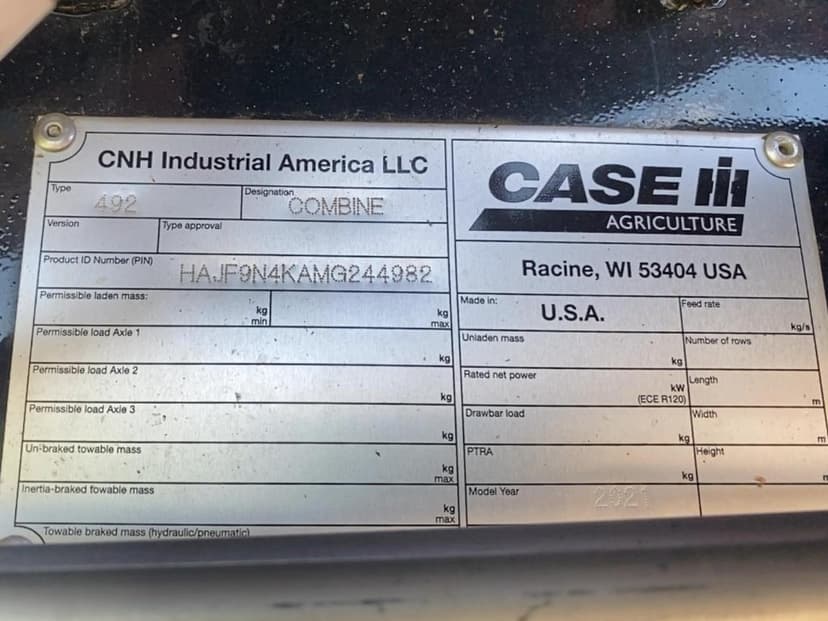 CNH Industrial America LLC
Type
492
Designation
COMBINE
Version
Type approval
Product ID Number (PIN)
HAJF9N4KAMG244982
Permissible laden mass:
kg
min
kg
max
Permissible load Axle 1
kg
Permissible load Axle 2
kg
Permissible load Axle 3
kg
Un-braked towable mass
kg
max
Inertia-braked towable mass
kg
max
Towable braked mass (hydraulic/pneumatic)
CASE IH
AGRICULTURE
Racine, WI 53404 USA
Made in:
U.S.A.
Feed rate
kg/s
Unladen mass
kg
Number of rows
Rated net power
kW
(ECE R120)
Length
m
Drawbar load
kg
Width
m
PTRA
kg
Height
m
Model Year
2021